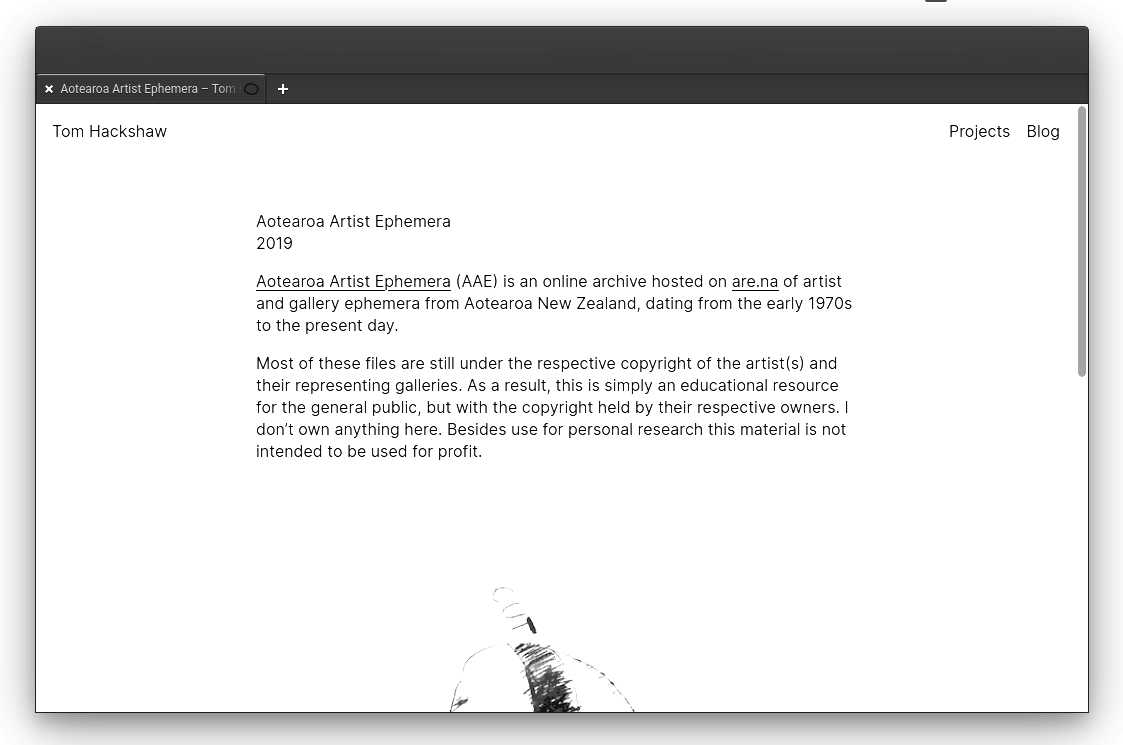 Aotearoa Artist Ephemera – Tom
Tom Hackshaw
Projects Blog
Aotearoa Artist Ephemera
2019
Aotearoa Artist Ephemera (AAE) is an online archive hosted on are.na of artist
and gallery ephemera from Aotearoa New Zealand, dating from the early 1970s
to the present day.
Most of these files are still under the respective copyright of the artist(s) and
their representing galleries. As a result, this is simply an educational resource
for the general public, but with the copyright held by their respective owners. I
don’t own anything here. Besides use for personal research this material is not
intended to be used for profit.